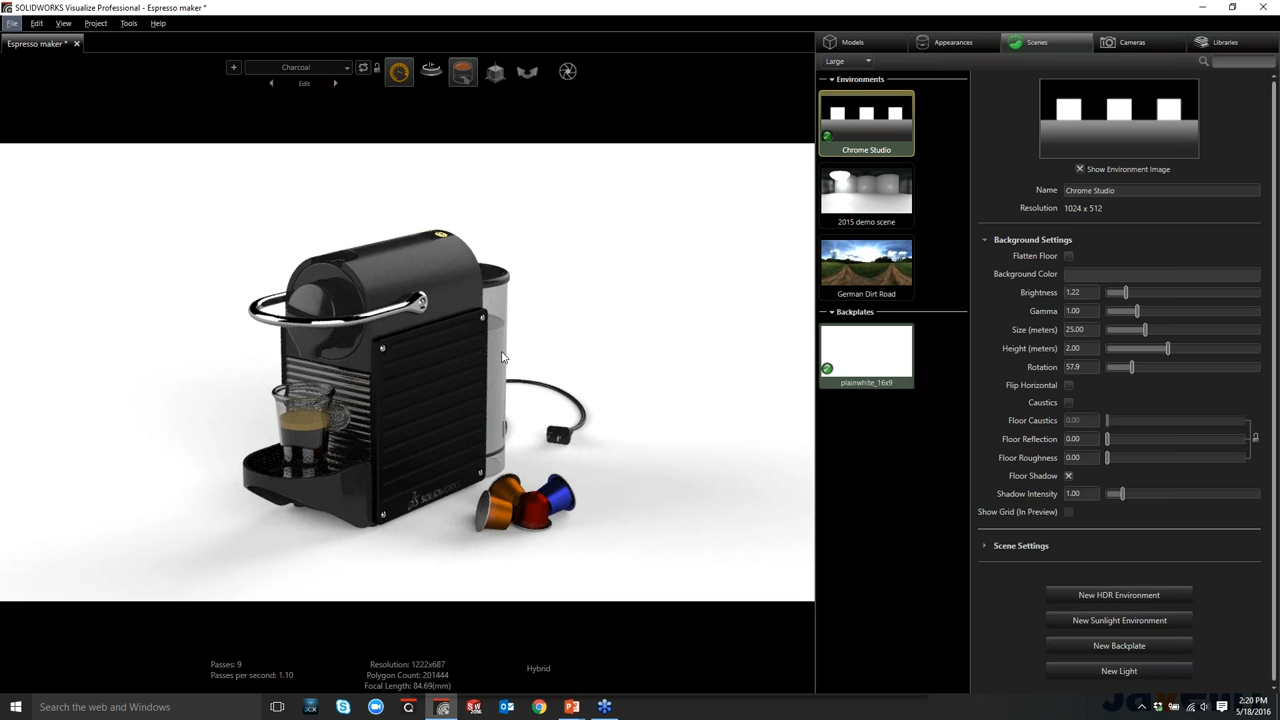 SOLIDWORKS Visualize Professional - Espresso maker *
File Edit View Project Tools Help
Espresso maker *
Charcoal
Edit
Models Appearances Scenes Cameras Libraries
Large
Environments
Chrome Studio
2015 demo scene
German Dirt Road
Backplates
plainwhite_16x9
Show Environment Image
Name Chrome Studio
Resolution 1024 x 512
Background Settings
Flatten Floor
Background Color
Brightness 1.22
Gamma 1.00
Size (meters) 25.00
Height (meters) 2.00
Rotation 57.9
Flip Horizontal
Caustics
Floor Caustics 0.00
Floor Reflection 0.00
Floor Roughness 0.00
Floor Shadow
Shadow Intensity 1.00
Show Grid (In Preview)
Scene Settings
New HDR Environment
New Sunlight Environment
New Backplate
New Light
SOLIDWORKS
Passes: 9
Passes per second: 1.10
Resolution: 1222x687
Polygon Count: 201444
Focal Length: 84.69(mm)
Hybrid
Search the web and Windows
2:20 PM
5/18/2016